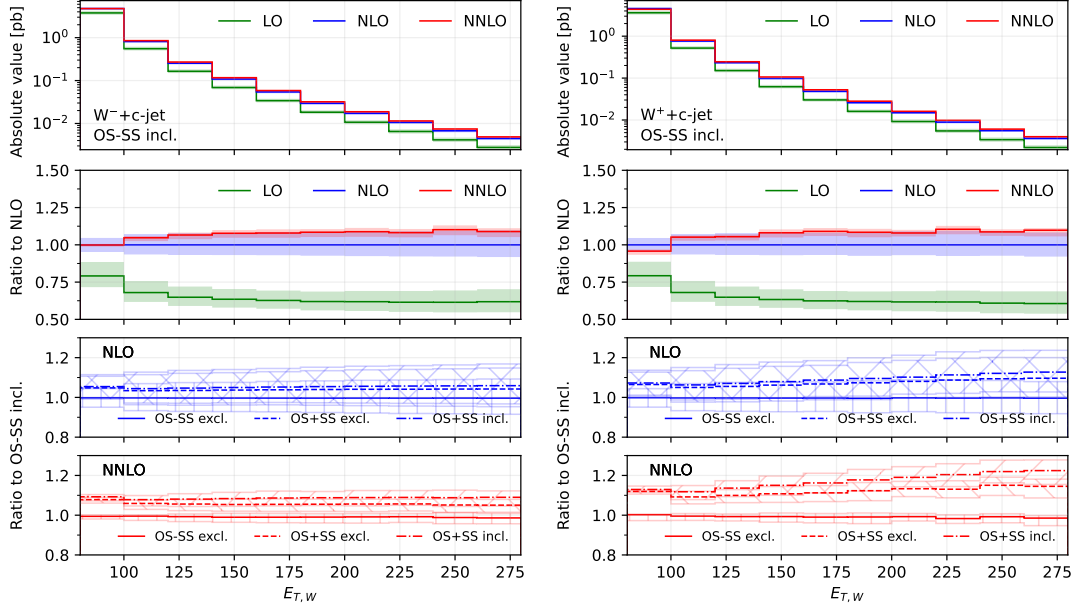 LO NLO NNLO
Absolute value [pb]
10⁰
10⁻¹
10⁻²
W⁻+c-jet
OS-SS incl.
LO NLO NNLO
Ratio to NLO
1.50
1.25
1.00
0.75
0.50
NLO
Ratio to OS-SS incl.
1.2
1.0
0.8
OS-SS excl. OS+SS excl. OS+SS incl.
NNLO
1.2
1.0
0.8
OS-SS excl. OS+SS excl. OS+SS incl.
100 125 150 175 200 225 250 275
E_{T,W}
LO NLO NNLO
Absolute value [pb]
10⁰
10⁻¹
10⁻²
W⁺+c-jet
OS-SS incl.
LO NLO NNLO
Ratio to NLO
1.50
1.25
1.00
0.75
0.50
NLO
Ratio to OS-SS incl.
1.2
1.0
0.8
OS-SS excl. OS+SS excl. OS+SS incl.
NNLO
1.2
1.0
0.8
OS-SS excl. OS+SS excl. OS+SS incl.
100 125 150 175 200 225 250 275
E_{T,W}